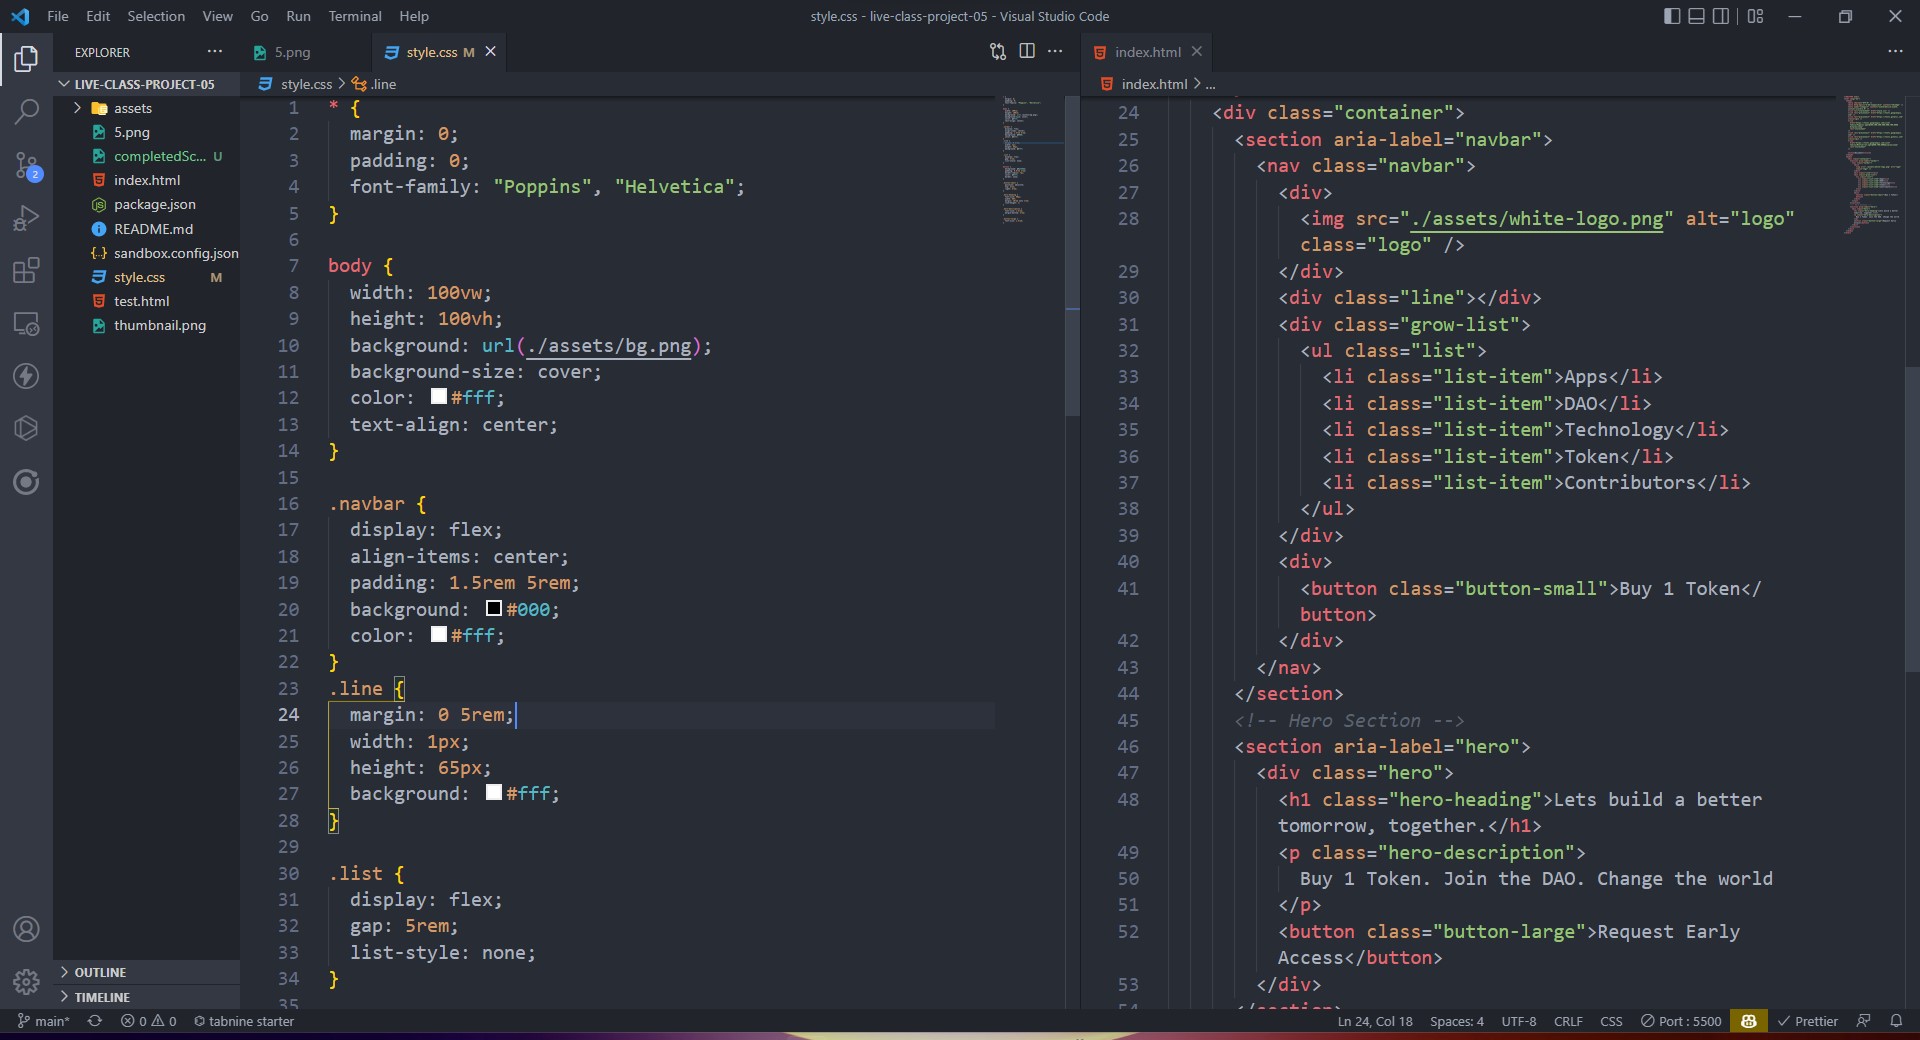 File Edit Selection View Go Run Terminal Help
style.css - live-class-project-05 - Visual Studio Code
EXPLORER
LIVE-CLASS-PROJECT-05
assets
5.png
completedSc... U
index.html
package.json
README.md
sandbox.config.json
style.css M
test.html
thumbnail.png
OUTLINE
TIMELINE
2
5.png
style.css M
style.css > .line
1 * {
2 margin: 0;
3 padding: 0;
4 font-family: "Poppins", "Helvetica";
5 }
6
7 body {
8 width: 100vw;
9 height: 100vh;
10 background: url(./assets/bg.png);
11 background-size: cover;
12 color: #fff;
13 text-align: center;
14 }
15
16 .navbar {
17 display: flex;
18 align-items: center;
19 padding: 1.5rem 5rem;
20 background: #000;
21 color: #fff;
22 }
23 .line {
24 margin: 0 5rem;
25 width: 1px;
26 height: 65px;
27 background: #fff;
28 }
29
30 .list {
31 display: flex;
32 gap: 5rem;
33 list-style: none;
34 }
35
index.html
index.html > ...
24 <div class="container">
25 <section aria-label="navbar">
26 <nav class="navbar">
27 <div>
28 <img src="./assets/white-logo.png" alt="logo"
class="logo" />
29 </div>
30 <div class="line"></div>
31 <div class="grow-list">
32 <ul class="list">
33 <li class="list-item">Apps</li>
34 <li class="list-item">DAO</li>
35 <li class="list-item">Technology</li>
36 <li class="list-item">Token</li>
37 <li class="list-item">Contributors</li>
38 </ul>
39 </div>
40 <div>
41 <button class="button-small">Buy 1 Token</
button>
42 </div>
43 </nav>
44 </section>
45 <!-- Hero Section -->
46 <section aria-label="hero">
47 <div class="hero">
48 <h1 class="hero-heading">Lets build a better
tomorrow, together.</h1>
49 <p class="hero-description">
50 Buy 1 Token. Join the DAO. Change the world
51 </p>
52 <button class="button-large">Request Early
Access</button>
53 </div>
54 </section>
main* 0 0 tabnine starter
Ln 24, Col 18 Spaces: 4 UTF-8 CRLF CSS Port : 5500 Prettier